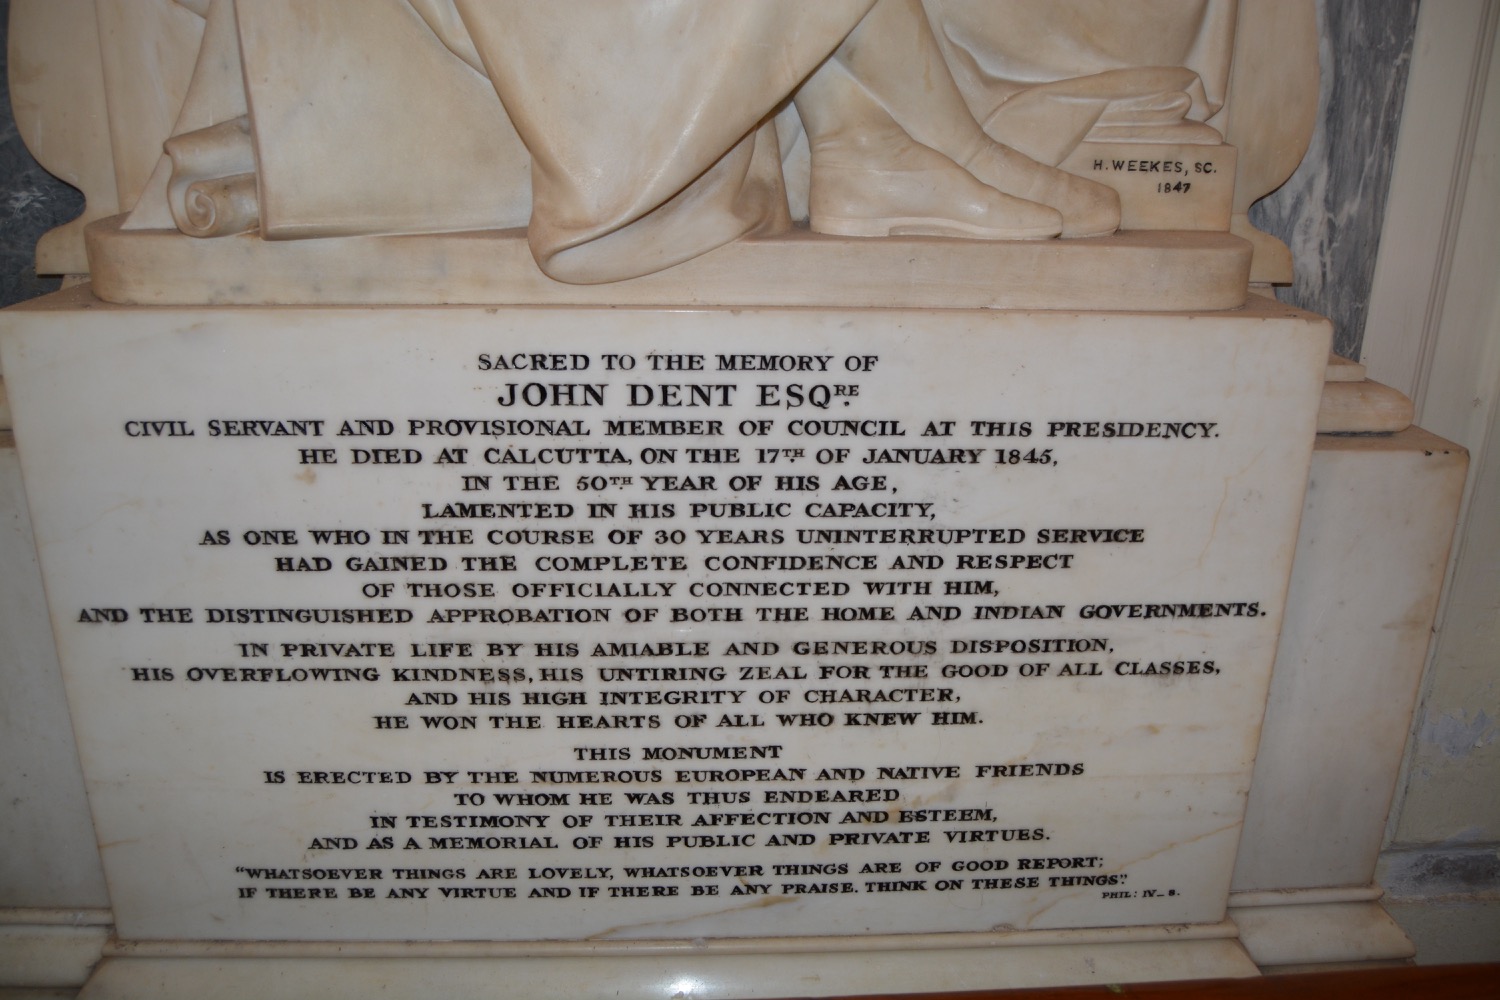 H. WEEKES, SC.
1847
SACRED TO THE MEMORY OF
JOHN DENT ESQRE.
CIVIL SERVANT AND PROVISIONAL MEMBER OF COUNCIL AT THIS PRESIDENCY.
HE DIED AT CALCUTTA, ON THE 17TH. OF JANUARY 1845,
IN THE 50TH. YEAR OF HIS AGE,
LAMENTED IN HIS PUBLIC CAPACITY,
AS ONE WHO IN THE COURSE OF 30 YEARS UNINTERRUPTED SERVICE
HAD GAINED THE COMPLETE CONFIDENCE AND RESPECT
OF THOSE OFFICIALLY CONNECTED WITH HIM,
AND THE DISTINGUISHED APPROBATION OF BOTH THE HOME AND INDIAN GOVERNMENTS.
IN PRIVATE LIFE BY HIS AMIABLE AND GENEROUS DISPOSITION,
HIS OVERFLOWING KINDNESS, HIS UNTIRING ZEAL FOR THE GOOD OF ALL CLASSES,
AND HIS HIGH INTEGRITY OF CHARACTER,
HE WON THE HEARTS OF ALL WHO KNEW HIM.
THIS MONUMENT
IS ERECTED BY THE NUMEROUS EUROPEAN AND NATIVE FRIENDS
TO WHOM HE WAS THUS ENDEARED
IN TESTIMONY OF THEIR AFFECTION AND ESTEEM,
AND AS A MEMORIAL OF HIS PUBLIC AND PRIVATE VIRTUES.
"WHATSOEVER THINGS ARE LOVELY, WHATSOEVER THINGS ARE OF GOOD REPORT;
IF THERE BE ANY VIRTUE AND IF THERE BE ANY PRAISE. THINK ON THESE THINGS."
PHIL: IV_8.